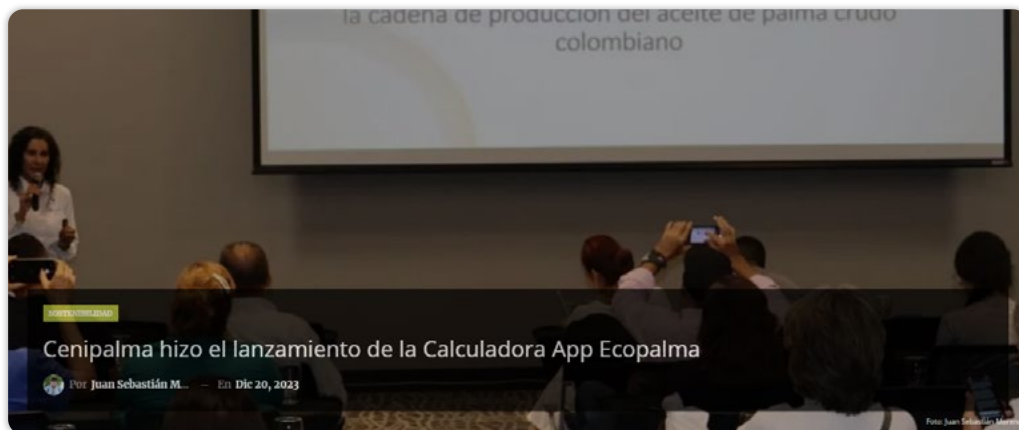 la cadena de producción del aceite de palma crudo
colombiano
SOSTENIBILIDAD
Cenipalma hizo el lanzamiento de la Calculadora App Ecopalma
Por Juan Sebastián M... — En Dic 20, 2023
Foto: Juan Sebastián Moreno